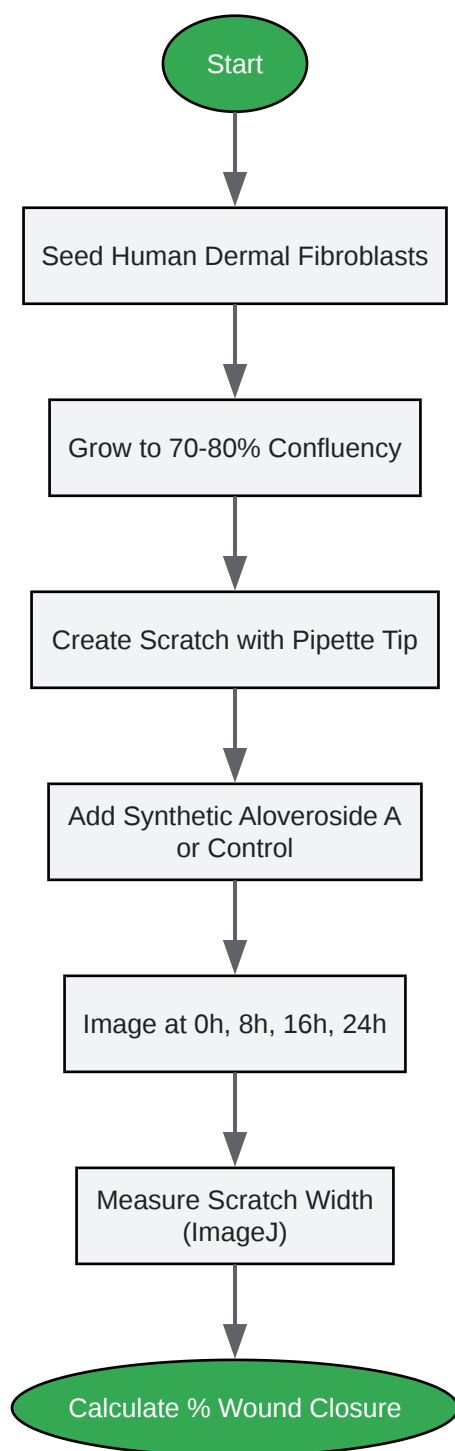 Start
Seed Human Dermal Fibroblasts
Grow to 70-80% Confluency
Create Scratch with Pipette Tip
Add Synthetic Aloveroside A
or Control
Image at 0h, 8h, 16h, 24h
Measure Scratch Width
(ImageJ)
Calculate % Wound Closure